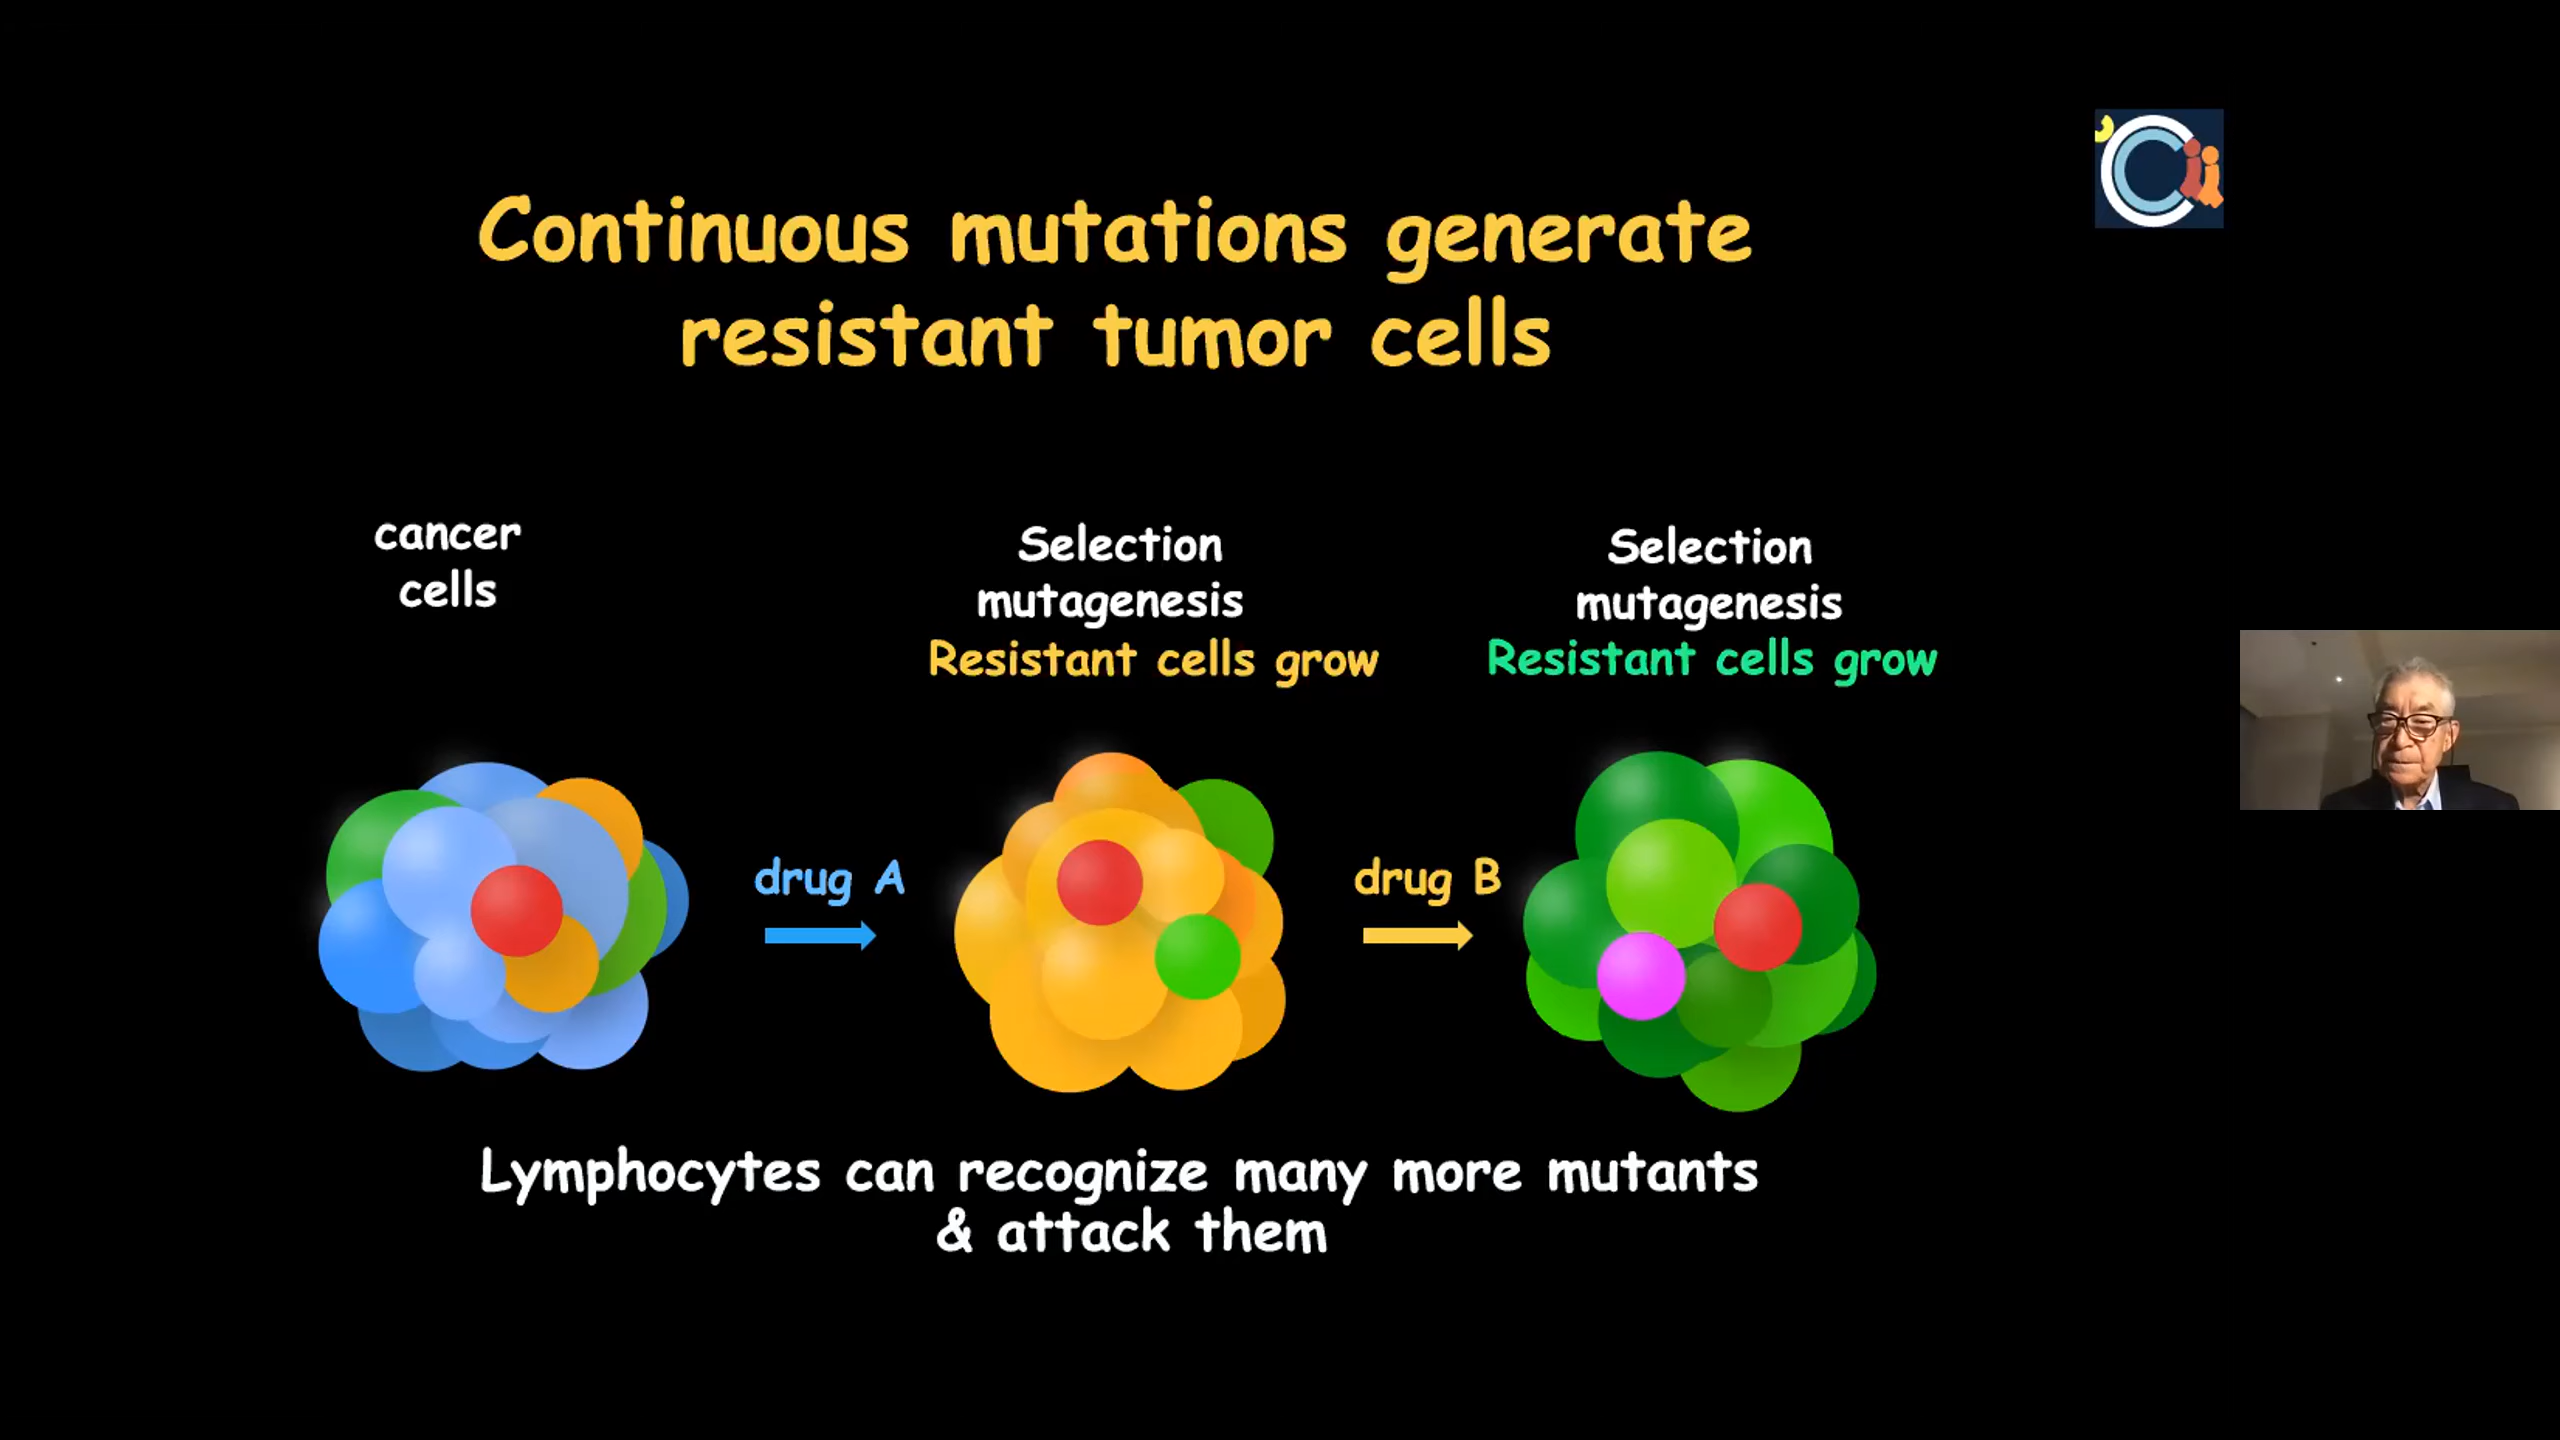 Continuous mutations generate
resistant tumor cells
cancer
cells
Selection
mutagenesis
Resistant cells grow
Selection
mutagenesis
Resistant cells grow
drug A
drug B
Lymphocytes can recognize many more mutants
& attack them